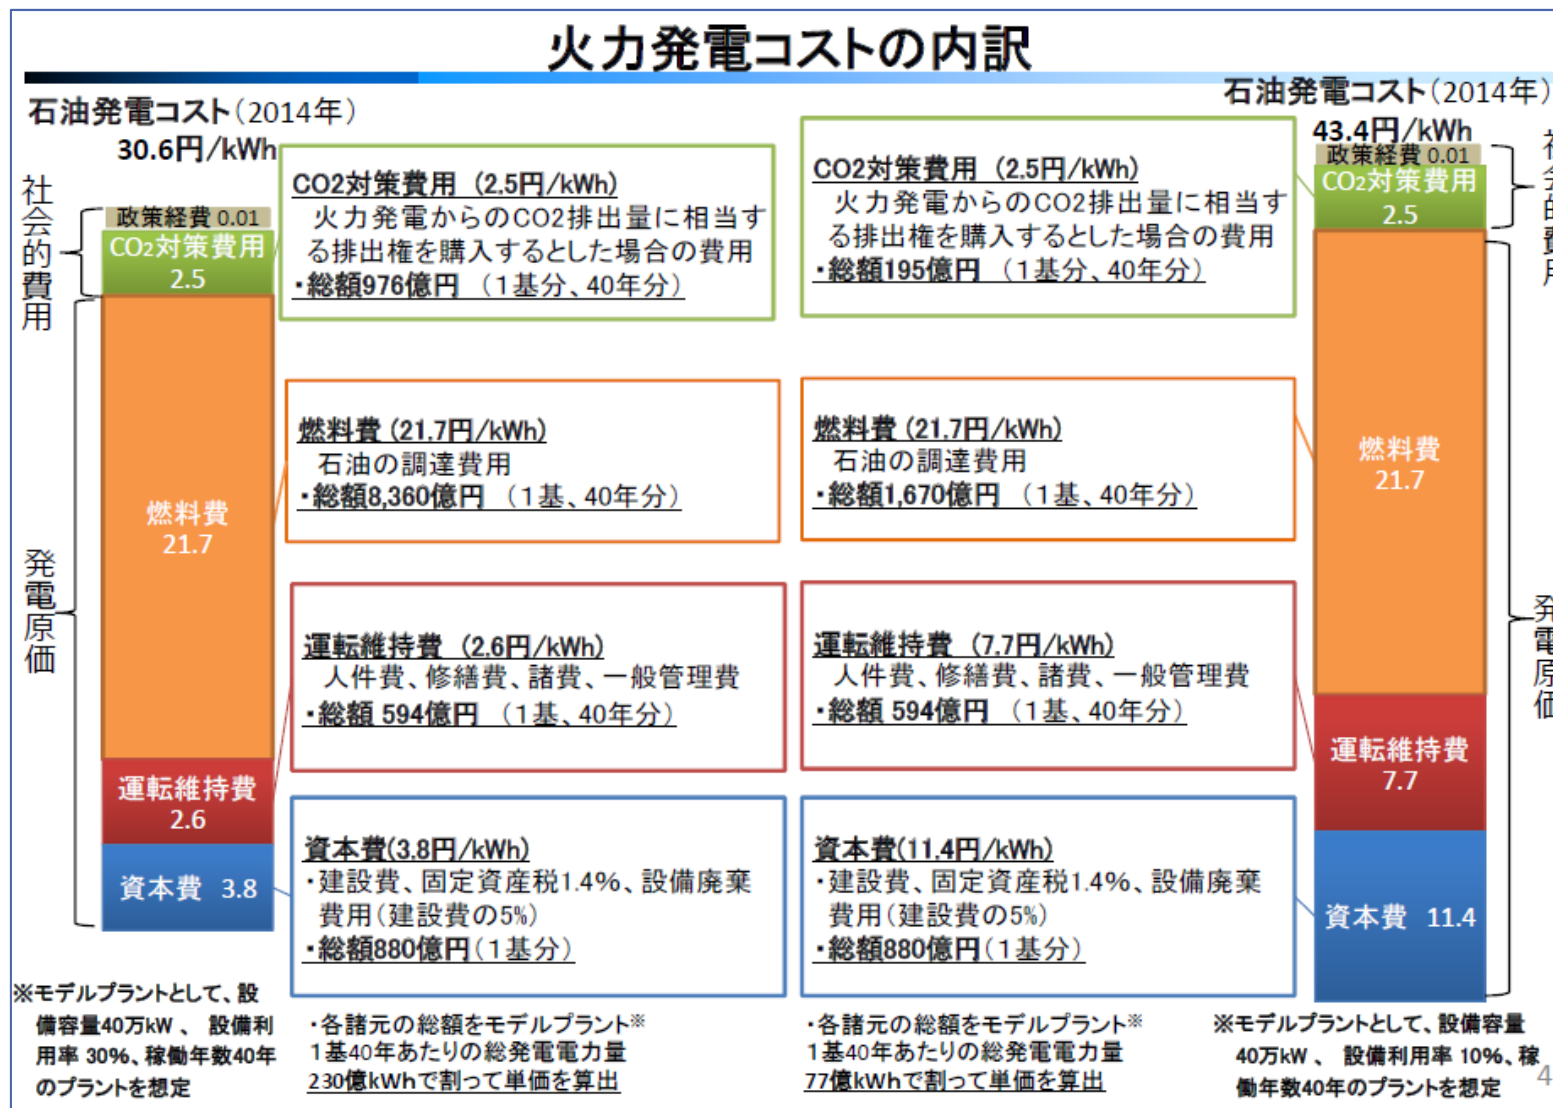 火力発電コストの内訳
石油発電コスト(2014年)
30.6円/kWh
社会的費用
政策経費 0.01
CO2対策費用
2.5
発電原価
燃料費
21.7
運転維持費
2.6
資本費 3.8
※モデルプラントとして、設
備容量40万kW 、 設備利
用率 30%、稼働年数40年
のプラントを想定
CO2対策費用 (2.5円/kWh)
火力発電からのCO2排出量に相当す
る排出権を購入するとした場合の費用
・総額976億円 (1基分、40年分)
燃料費 (21.7円/kWh)
石油の調達費用
・総額8,360億円 (1基、40年分)
運転維持費 (2.6円/kWh)
人件費、修繕費、諸費、一般管理費
・総額 594億円 (1基、40年分)
資本費(3.8円/kWh)
・建設費、固定資産税1.4%、設備廃棄
費用(建設費の5%)
・総額880億円(1基分)
・各諸元の総額をモデルプラント※
1基40年あたりの総発電電力量
230億kWhで割って単価を算出
CO2対策費用 (2.5円/kWh)
火力発電からのCO2排出量に相当す
る排出権を購入するとした場合の費用
・総額195億円 (1基分、40年分)
燃料費 (21.7円/kWh)
石油の調達費用
・総額1,670億円 (1基、40年分)
運転維持費 (7.7円/kWh)
人件費、修繕費、諸費、一般管理費
・総額 594億円 (1基、40年分)
資本費(11.4円/kWh)
・建設費、固定資産税1.4%、設備廃棄
費用(建設費の5%)
・総額880億円(1基分)
・各諸元の総額をモデルプラント※
1基40年あたりの総発電電力量
77億kWhで割って単価を算出
石油発電コスト(2014年)
43.4円/kWh
政策経費 0.01
CO2対策費用
2.5
社会的費用
燃料費
21.7
発電原価
運転維持費
7.7
資本費 11.4
※モデルプラントとして、設備容量
40万kW 、 設備利用率 10%、稼
働年数40年のプラントを想定
4